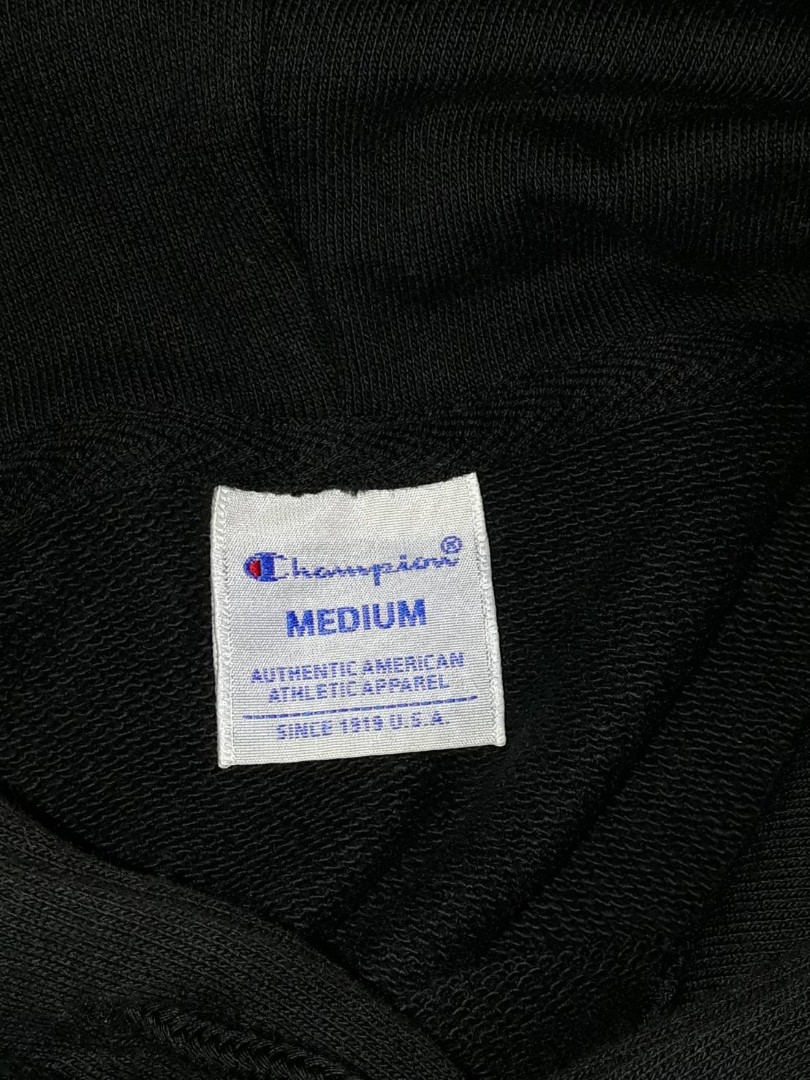 Champion®
MEDIUM
AUTHENTIC AMERICAN
ATHLETIC APPAREL
SINCE 1919 U.S.A.